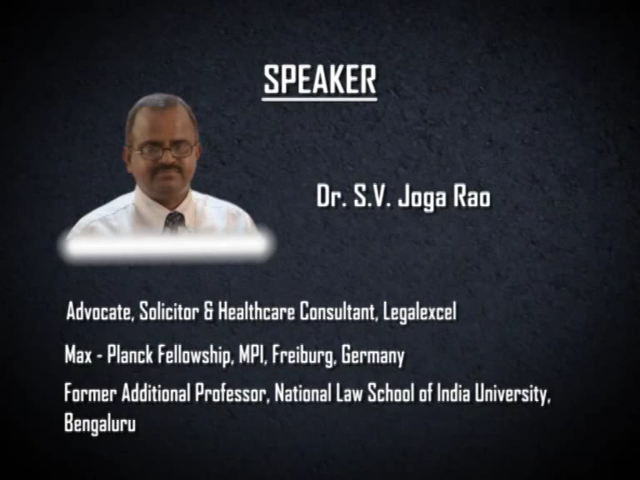 SPEAKER
Dr. S.V. Joga Rao
Advocate, Solicitor & Healthcare Consultant, Legalexcel
Max - Planck Fellowship, MPI, Freiburg, Germany
Former Additional Professor, National Law School of India University,
Bengaluru